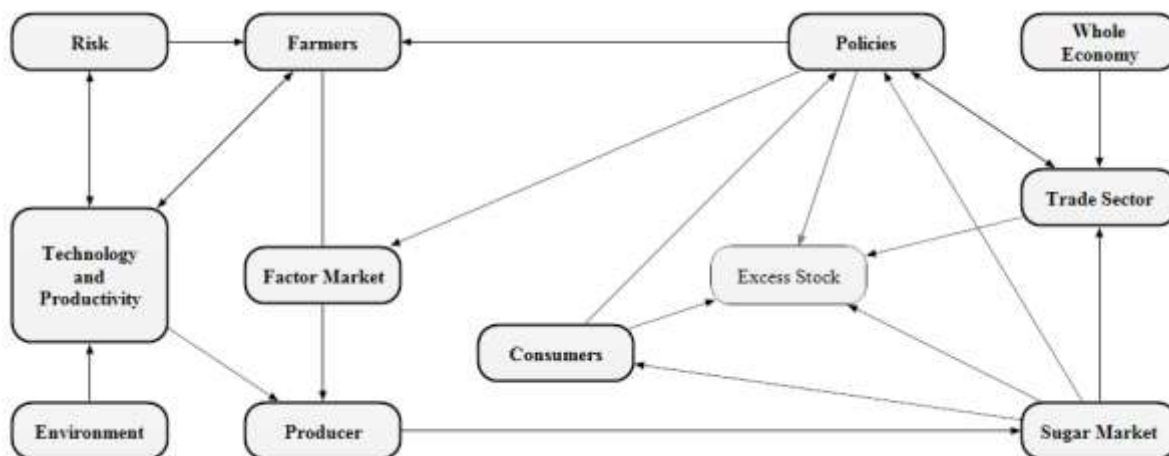 Risk
Farmers
Policies
Whole
Economy
Technology
and
Productivity
Factor Market
Excess Stock
Trade Sector
Consumers
Environment
Producer
Sugar Market